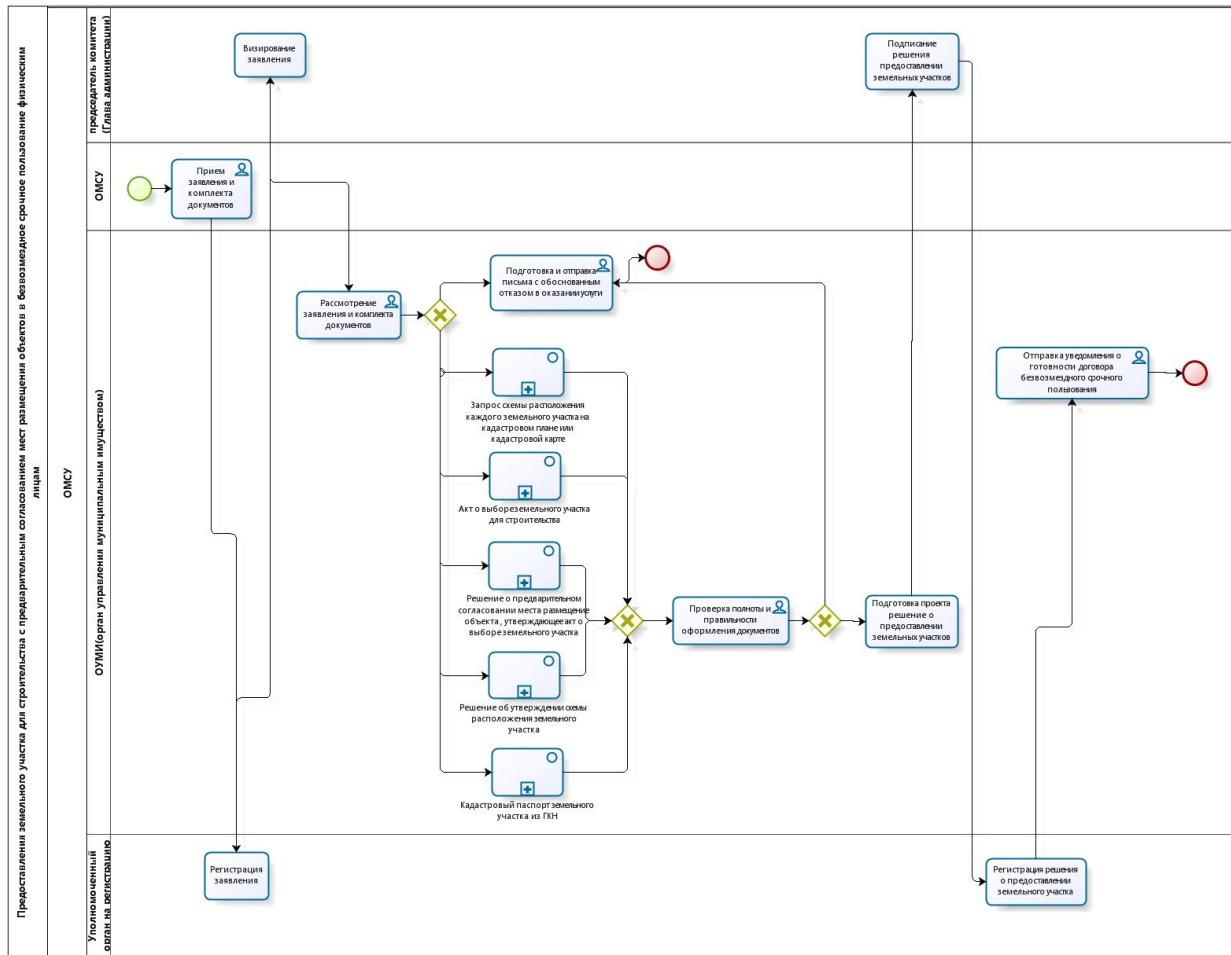 Предоставления земельного участка для строительства с предварительным согласованием мест размещения объектов в безвозмездное срочное пользование физическим
лицам
ОМСУ
председатель комитета
(Глава администрации)
Визирование
заявления
Подписание
решения
предоставлении
земельных участков
ОМСУ
Прием
заявления и
комплекта
документов
ОУМИ(орган управления муниципальным имуществом)
Рассмотрение
заявления и комплекта
документов
Подготовка и отправка
письма с обоснованным
отказом в оказании услуги
Запрос схемы расположения
каждого земельного участка на
кадастровом плане или
кадастровой карте
Акт о выборе земельного участка
для строительства
Решение о предварительном
согласовании места размещение
объекта, утверждающее акт о
выборе земельного участка
Решение об утверждении схемы
расположения земельного
участка
Кадастровый паспорт земельного
участка из ГКН
Проверка полноты и
правильности
оформления документов
Подготовка проекта
решение о
предоставлении
земельных участков
Отправка уведомления о
готовности договора
безвозмездного срочного
пользования
Уполномоченный
орган на регистрацию
Регистрация
заявления
Регистрация решения
о предоставлении
земельного участка